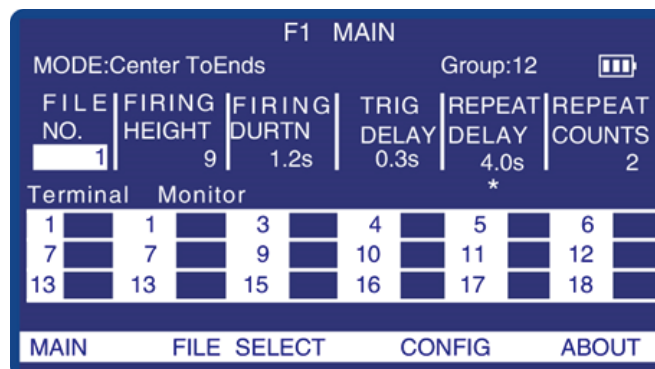 F1 MAIN
MODE:Center ToEnds Group:12
FILE FIRING FIRING TRIG REPEAT REPEAT
NO. HEIGHT DURTN DELAY DELAY COUNTS
1 9 1.2s 0.3s 4.0s 2
Terminal Monitor *
1 1 3 4 5 6
7 7 9 10 11 12
13 13 15 16 17 18
MAIN FILE SELECT CONFIG ABOUT